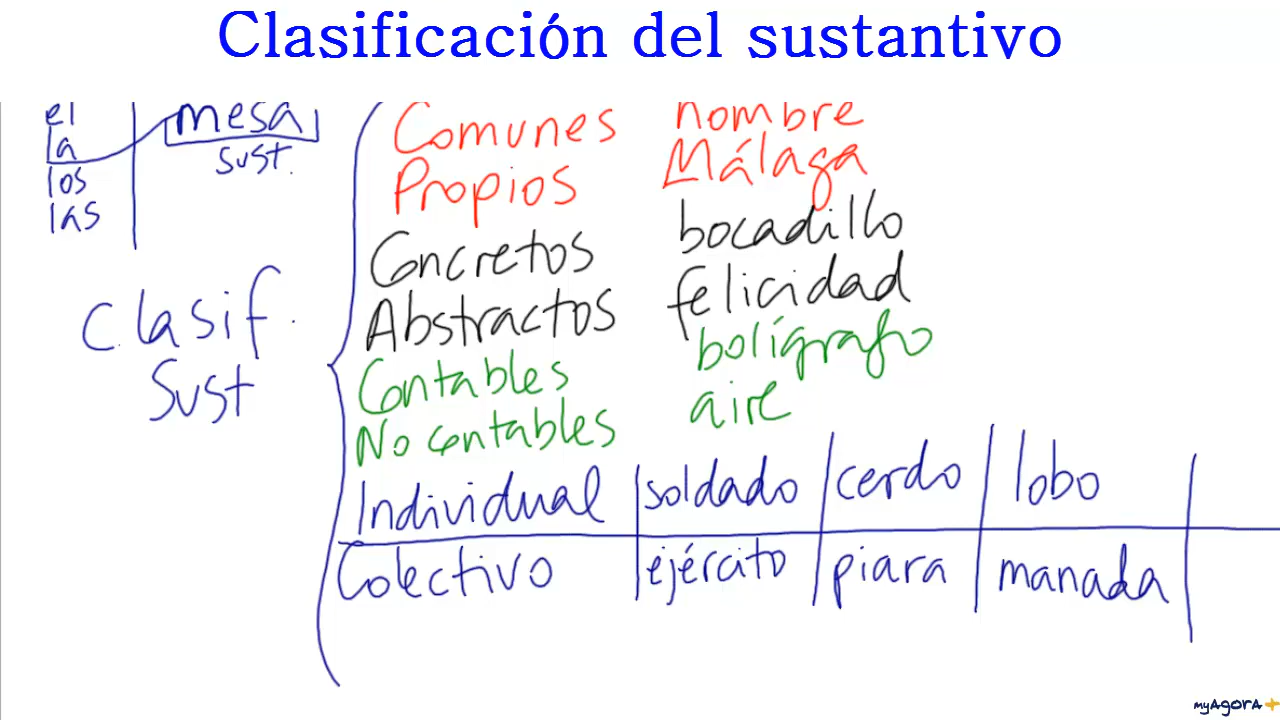 Clasificación del sustantivo
el
la
los
las
mesa
sust.
Clasif.
Sust
Comunes nombre
Propios Málaga
Concretos bocadillo
Abstractos felicidad
Contables bolígrafo
No contables aire
Individual soldado cerdo lobo
Colectivo ejército piara manada
myAGORA+